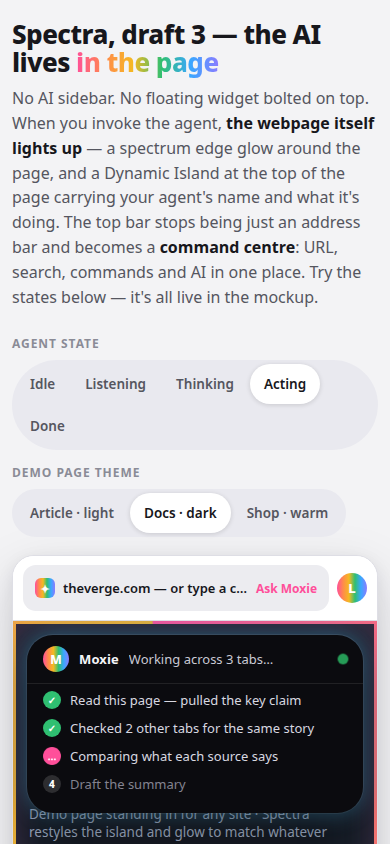 Spectra, draft 3 — the AI
lives in the page
No AI sidebar. No floating widget bolted on top.
When you invoke the agent, the webpage itself
lights up — a spectrum edge glow around the
page, and a Dynamic Island at the top of the
page carrying your agent's name and what it's
doing. The top bar stops being just an address
bar and becomes a command centre: URL,
search, commands and AI in one place. Try the
states below — it's all live in the mockup.
AGENT STATE
Idle Listening Thinking Acting
Done
DEMO PAGE THEME
Article · light Docs · dark Shop · warm
theverge.com — or type a c... Ask Moxie L
M Moxie Working across 3 tabs...
✓ Read this page — pulled the key claim
✓ Checked 2 other tabs for the same story
... Comparing what each source says
4 Draft the summary
Demo page standing in for any site · Spectra
restyles the island and glow to match whatever